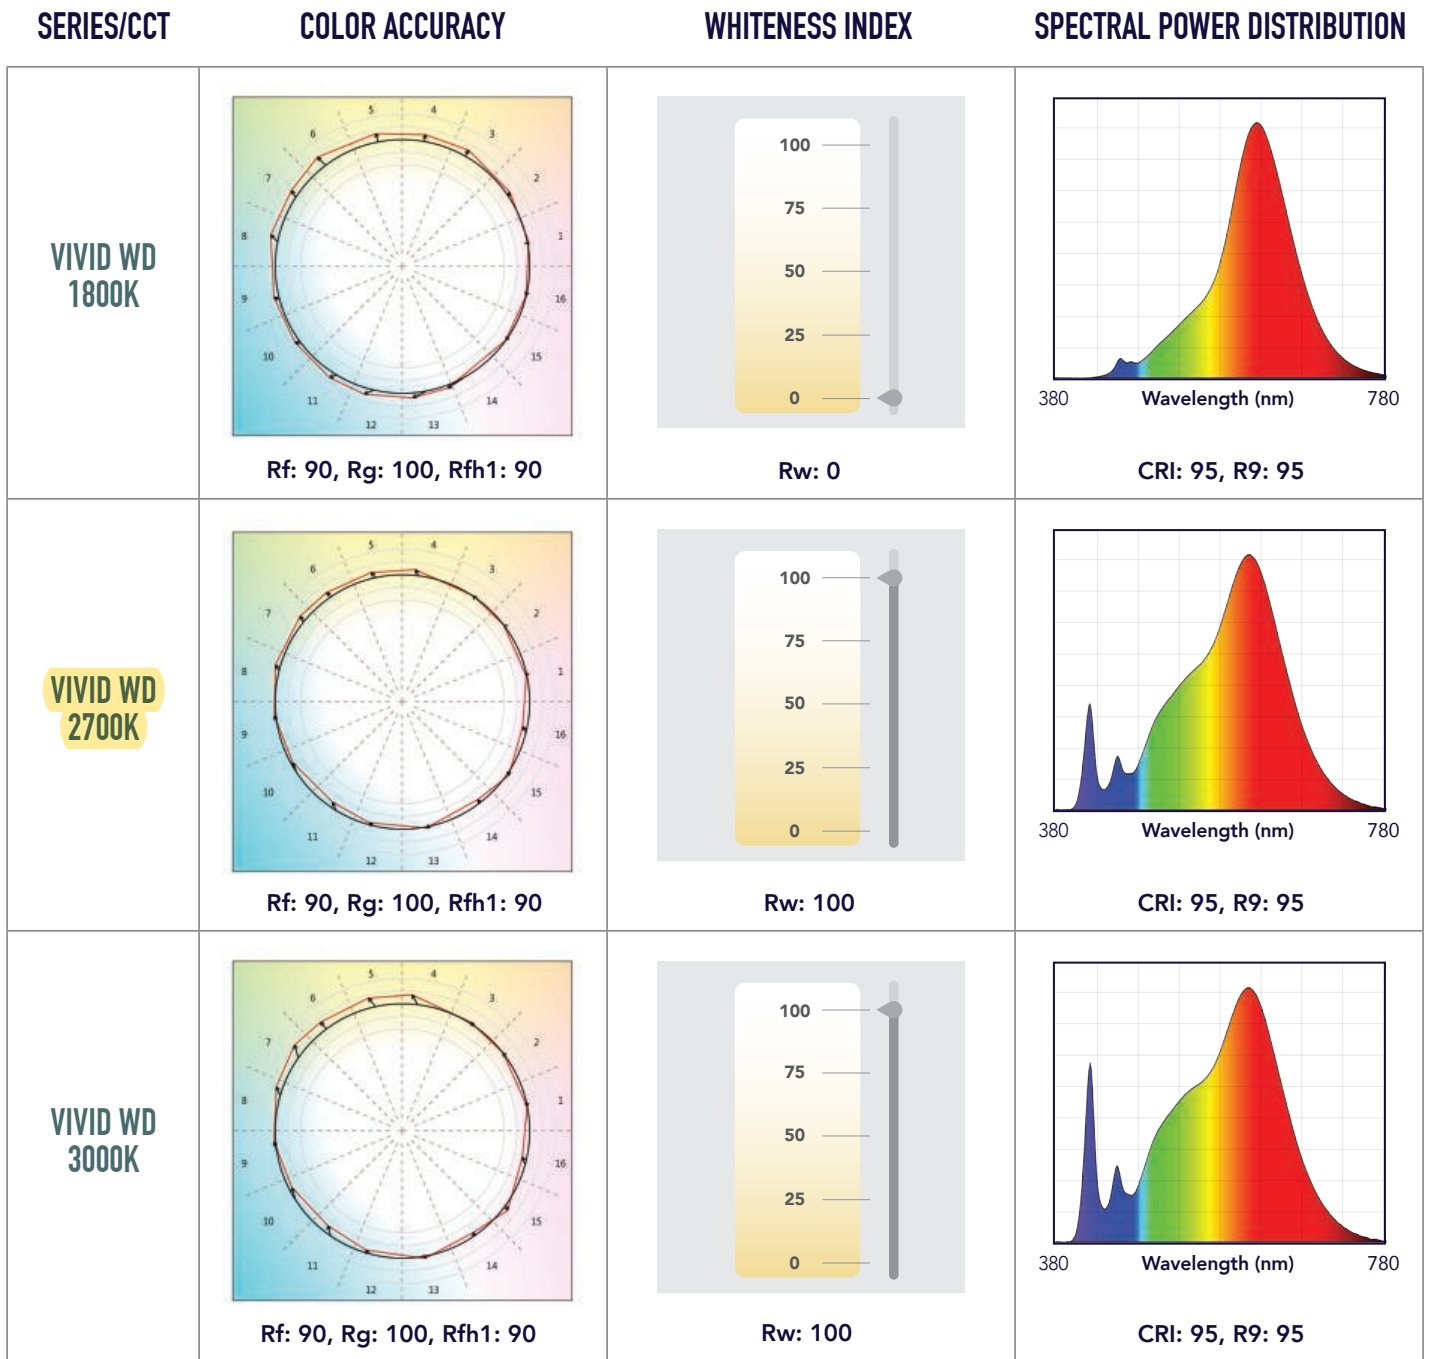 SERIES/CCT COLOR ACCURACY WHITENESS INDEX SPECTRAL POWER DISTRIBUTION
VIVID WD
1800K
5 4
6 3
7 2
8 1
9 16
10 15
11 14
12 13
100
75
50
25
0
380 Wavelength (nm) 780
Rf: 90, Rg: 100, Rfh1: 90
Rw: 0
CRI: 95, R9: 95
VIVID WD
2700K
5 4
6 3
7 2
8 1
9 16
10 15
11 14
12 13
100
75
50
25
0
380 Wavelength (nm) 780
Rf: 90, Rg: 100, Rfh1: 90
Rw: 100
CRI: 95, R9: 95
VIVID WD
3000K
5 4
6 3
7 2
8 1
9 16
10 15
11 14
12 13
100
75
50
25
0
380 Wavelength (nm) 780
Rf: 90, Rg: 100, Rfh1: 90
Rw: 100
CRI: 95, R9: 95